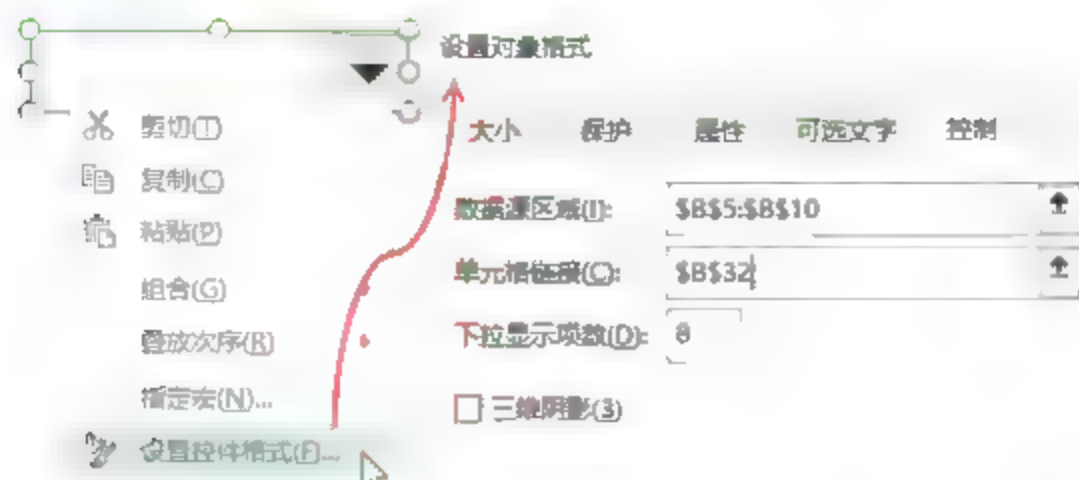 设置对象格式
剪切(T)
复制(C)
粘贴(P)
组合(G)
叠放次序(R)
指定宏(N)...
设置控件格式(F)...
大小 保护 属性 可选文字 控制
数据源区域(I): $B$5:$B$10
单元格链接(C): $B$32
下拉显示项数(D): 8
三维阴影(3)